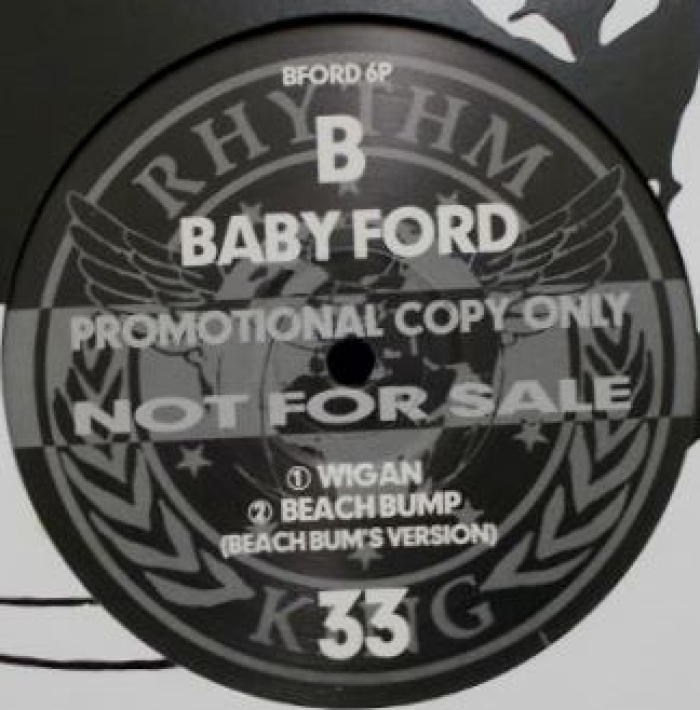 BFORD 6P
RHYTHM
B
BABY FORD
PROMOTIONAL COPY ONLY
NOT FOR SALE
① WIGAN
② BEACH BUMP
(BEACH BUM'S VERSION)
KING
33